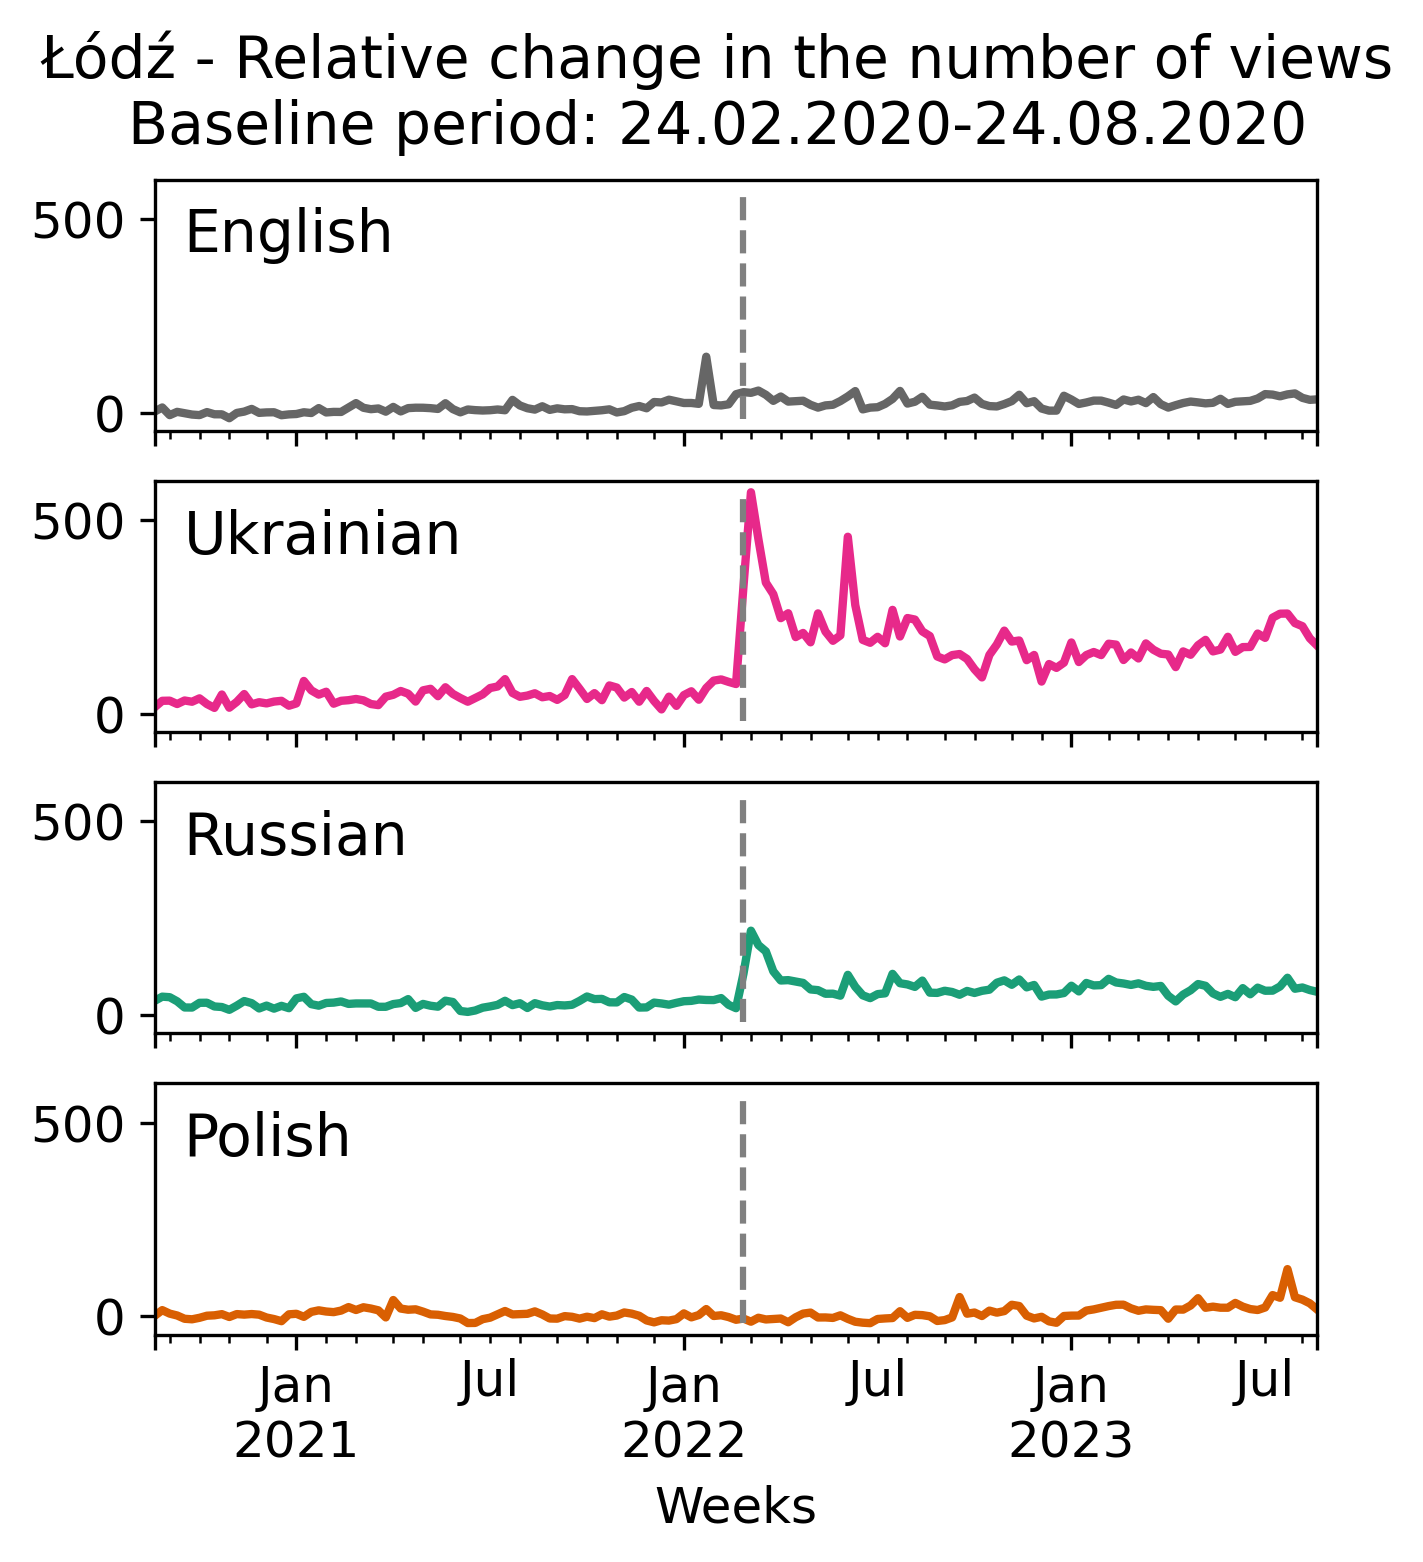 Łódź - Relative change in the number of views
Baseline period: 24.02.2020-24.08.2020
500
English
0
500
Ukrainian
0
500
Russian
0
500
Polish
0
Jan Jul Jan Jul Jan Jul
2021 2022 2023
Weeks